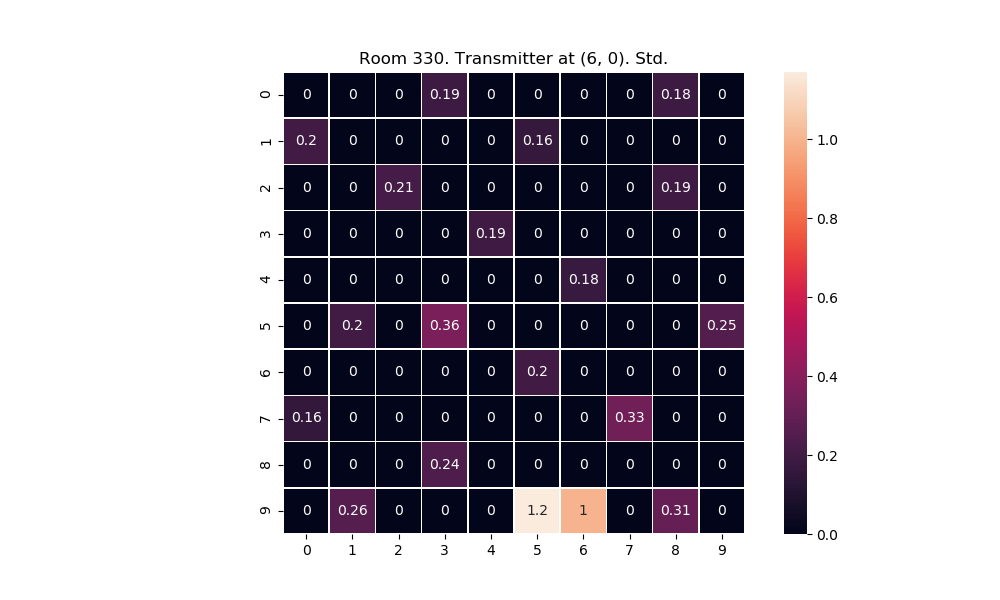 Room 330. Transmitter at (6, 0). Std.
0 0 0 0 0.19 0 0 0 0 0.18 0
1 0.2 0 0 0 0 0.16 0 0 0 0
1.0
2 0 0 0.21 0 0 0 0 0 0.19 0
0.8
3 0 0 0 0 0.19 0 0 0 0 0
4 0 0 0 0 0 0 0.18 0 0 0
0.6
5 0 0.2 0 0.36 0 0 0 0 0 0.25
6 0 0 0 0 0 0.2 0 0 0 0
0.4
7 0.16 0 0 0 0 0 0 0.33 0 0
0.2
8 0 0 0 0.24 0 0 0 0 0 0
9 0 0.26 0 0 0 1.2 1 0 0.31 0
0.0
0 1 2 3 4 5 6 7 8 9